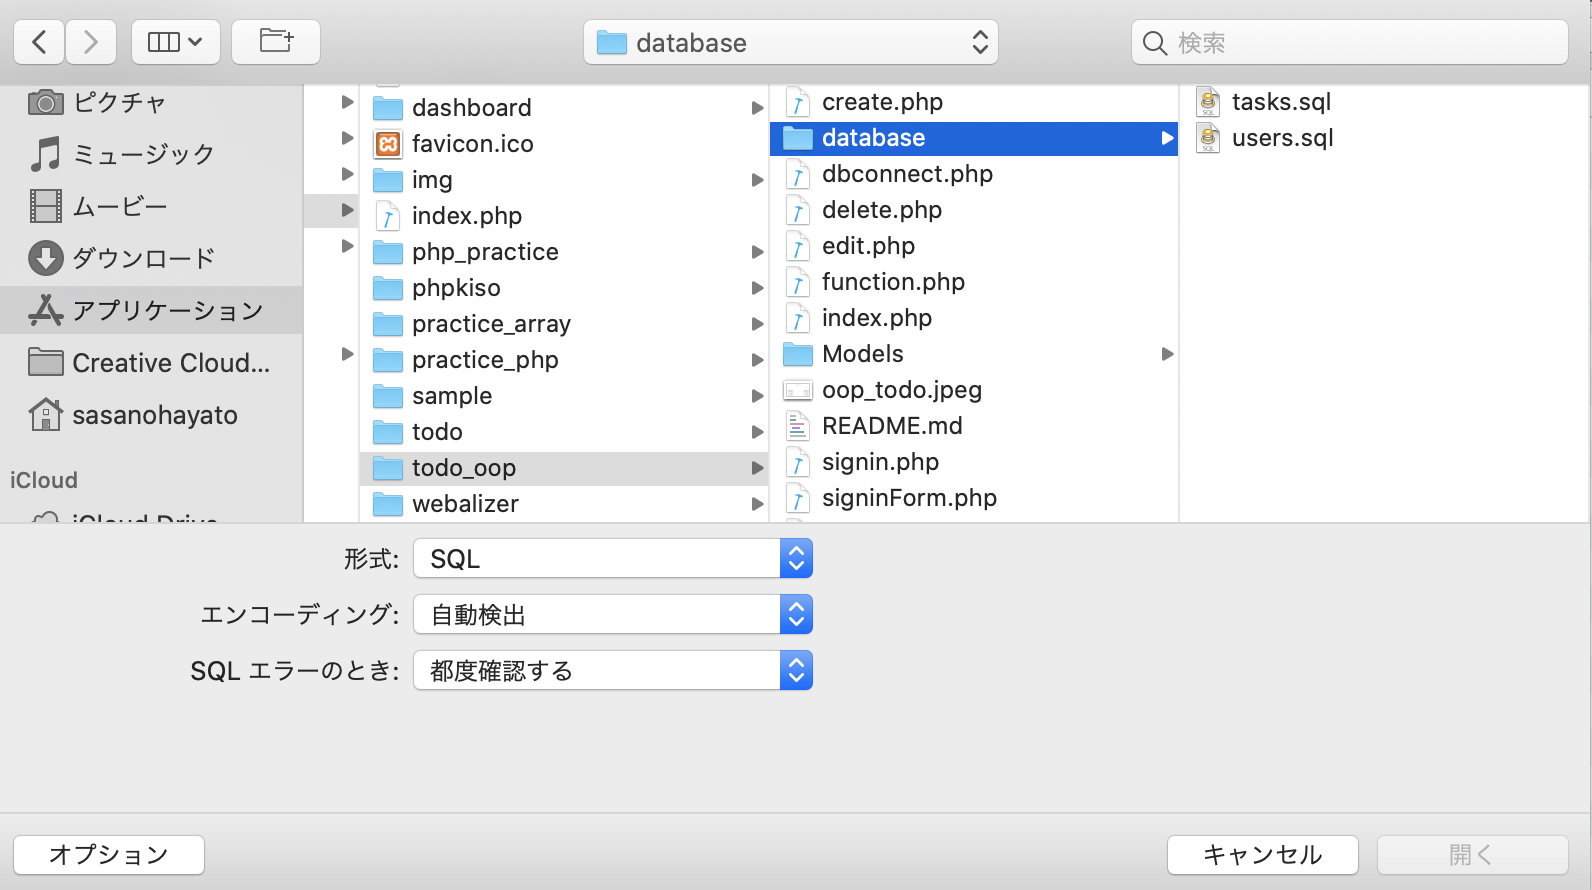 database
検索
ピクチャ
ミュージック
ムービー
ダウンロード
アプリケーション
Creative Cloud...
sasanohayato
iCloud
iCloud Drive
dashboard
favicon.ico
img
index.php
php_practice
phpkiso
practice_array
practice_php
sample
todo
todo_oop
webalizer
create.php
database
dbconnect.php
delete.php
edit.php
function.php
index.php
Models
oop_todo.jpeg
README.md
signin.php
signinForm.php
tasks.sql
users.sql
形式: SQL
エンコーディング: 自動検出
SQL エラーのとき: 都度確認する
オプション
キャンセル
開く